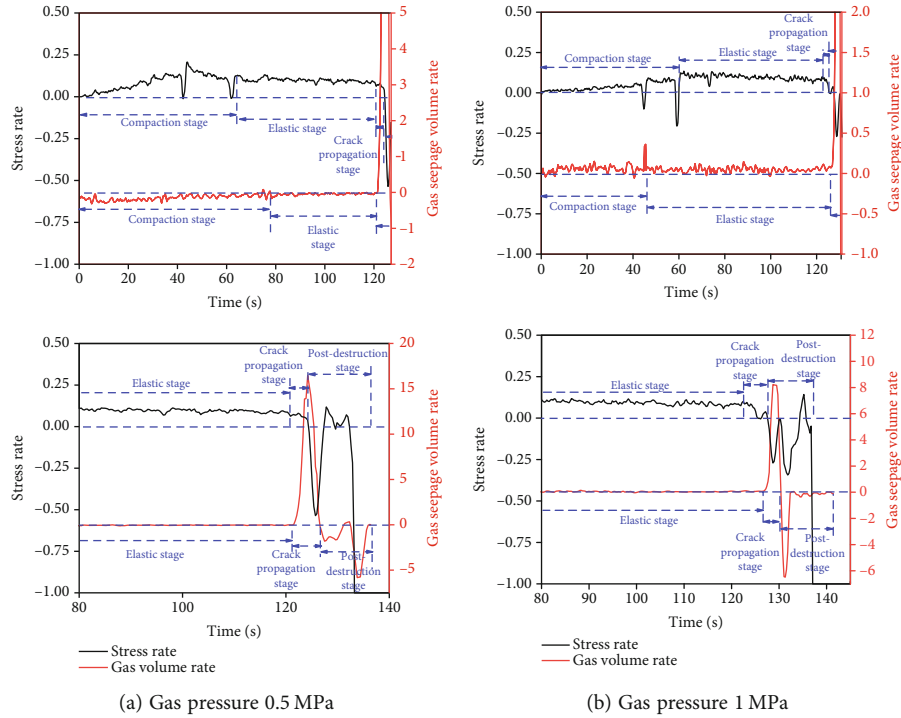 0.50
0.25
0.00
−0.25
−0.50
−0.75
−1.00
Stress rate
Compaction stage
Elastic stage
Crack
propagation
stage
Compaction stage
Elastic
stage
5
4
3
2
1
0
−1
−2
Gas seepage volume rate
0 20 40 60 80 100 120
Time (s)
0.50
0.25
0.00
−0.25
−0.50
−0.75
−1.00
Stress rate
Crack
propagation
stage
Compaction stage
Elastic stage
Compaction stage
Elastic stage
2.0
1.5
1.0
0.5
0.0
−0.5
−1.0
Gas seepage volume rate
0 20 40 60 80 100 120
Time (s)
0.50
0.25
0.00
−0.25
−0.50
−0.75
−1.00
Stress rate
Crack
propagation
stage
Post-destruction
stage
Elastic stage
Elastic stage
Crack
propagation
stage
Post-
destruction
stage
20
15
10
5
0
−5
Gas seepage volume rate
80 100 120 140
Time (s)
0.50
0.25
0.00
−0.25
−0.50
−0.75
−1.00
Stress rate
Crack
propagation
stage
Post-destruction
stage
Elastic stage
Elastic stage
Crack
propagation
stage
Post-
destruction
stage
12
10
8
6
4
2
0
−2
−4
−6
Gas seepage volume rate
80 90 100 110 120 130 140
Time (s)
Stress rate
Gas volume rate
Stress rate
Gas volume rate
(a) Gas pressure 0.5 MPa
(b) Gas pressure 1 MPa